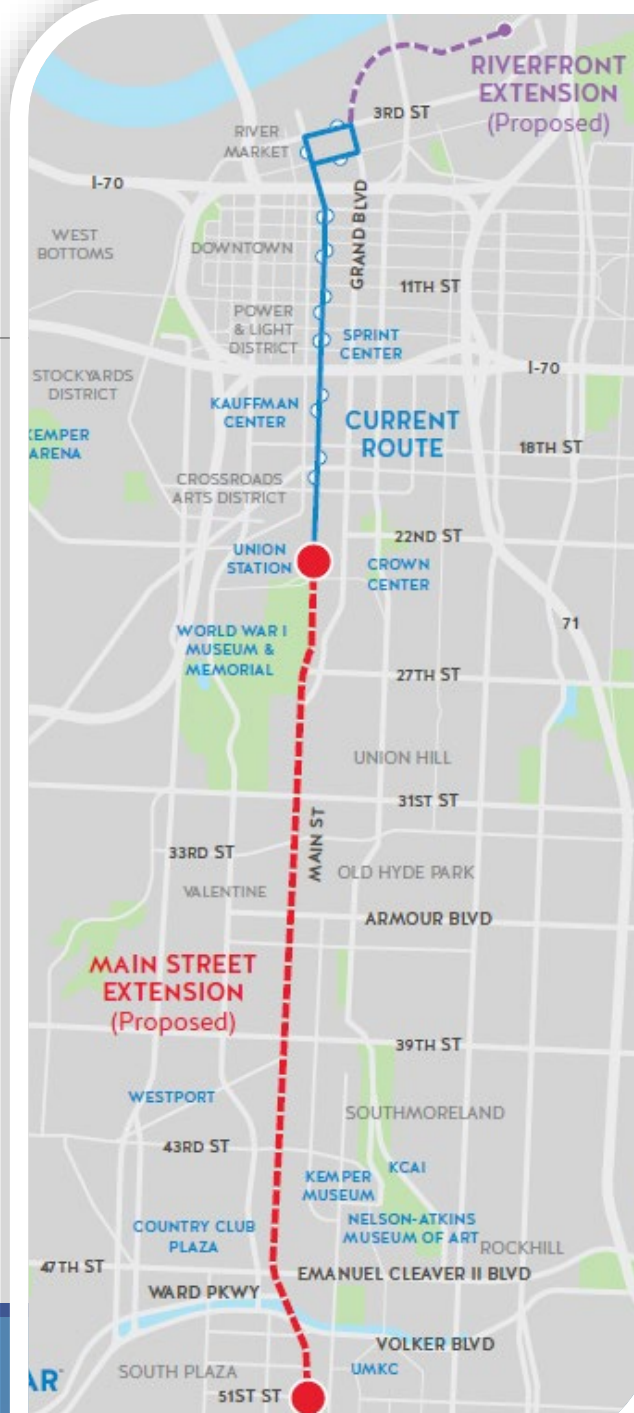 RIVERFRONT
EXTENSION
(Proposed)
3RD ST
RIVER
MARKET
I-70
GRAND BLVD
WEST
BOTTOMS
DOWNTOWN
11TH ST
POWER
& LIGHT
DISTRICT
SPRINT
CENTER
I-70
STOCKYARDS
DISTRICT
KAUFFMAN
CENTER
CURRENT
ROUTE
KEMPER
ARENA
18TH ST
CROSSROADS
ARTS DISTRICT
22ND ST
UNION
STATION
CROWN
CENTER
WORLD WAR I
MUSEUM &
MEMORIAL
71
27TH ST
UNION HILL
31ST ST
MAIN ST
33RD ST
OLD HYDE PARK
VALENTINE
ARMOUR BLVD
MAIN STREET
EXTENSION
(Proposed)
39TH ST
WESTPORT
SOUTHMORELAND
43RD ST
KCAI
KEMPER
MUSEUM
COUNTRY CLUB
PLAZA
NELSON-ATKINS
MUSEUM OF ART
ROCKHILL
47TH ST
EMANUEL CLEAVER II BLVD
WARD PKWY
VOLKER BLVD
SOUTH PLAZA
UMKC
AR
51ST ST